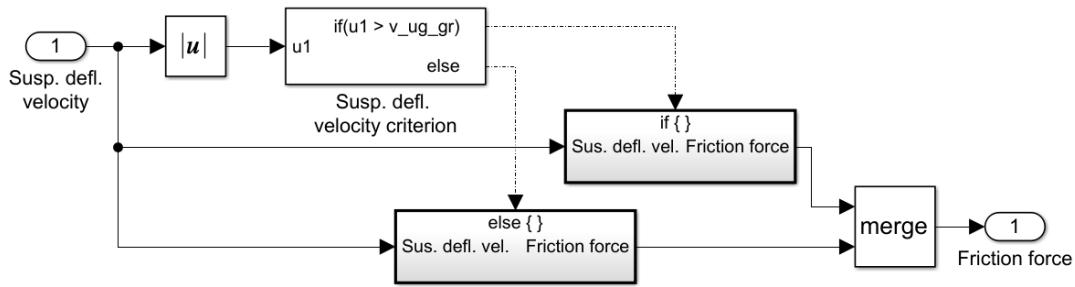 1
Susp. defl.
velocity
|u|
u1
if(u1 > v_ug_gr)
else
Susp. defl.
velocity criterion
if { }
Sus. defl. vel. Friction force
else { }
Sus. defl. vel. Friction force
merge
1
Friction force